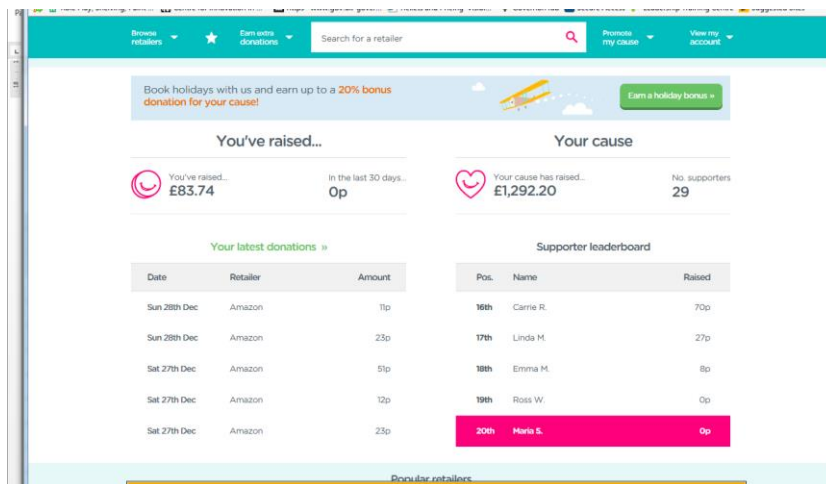 Browse retailers
Earn extra donations
Search for a retailer
Promote my cause
View my account
Book holidays with us and earn up to a 20% bonus
donation for your cause!
Earn a holiday bonus »
You've raised...
Your cause
You've raised...
£83.74
In the last 30 days...
0p
Your cause has raised...
£1,292.20
No. supporters
29
Your latest donations »
Supporter leaderboard
Date Retailer Amount
Pos. Name Raised
Sun 28th Dec Amazon 11p
16th Carrie R. 70p
Sun 28th Dec Amazon 23p
17th Linda M. 27p
Sat 27th Dec Amazon 51p
18th Emma M. 8p
Sat 27th Dec Amazon 12p
19th Ross W. 0p
Sat 27th Dec Amazon 23p
20th Maria S. 0p
Popular retailers